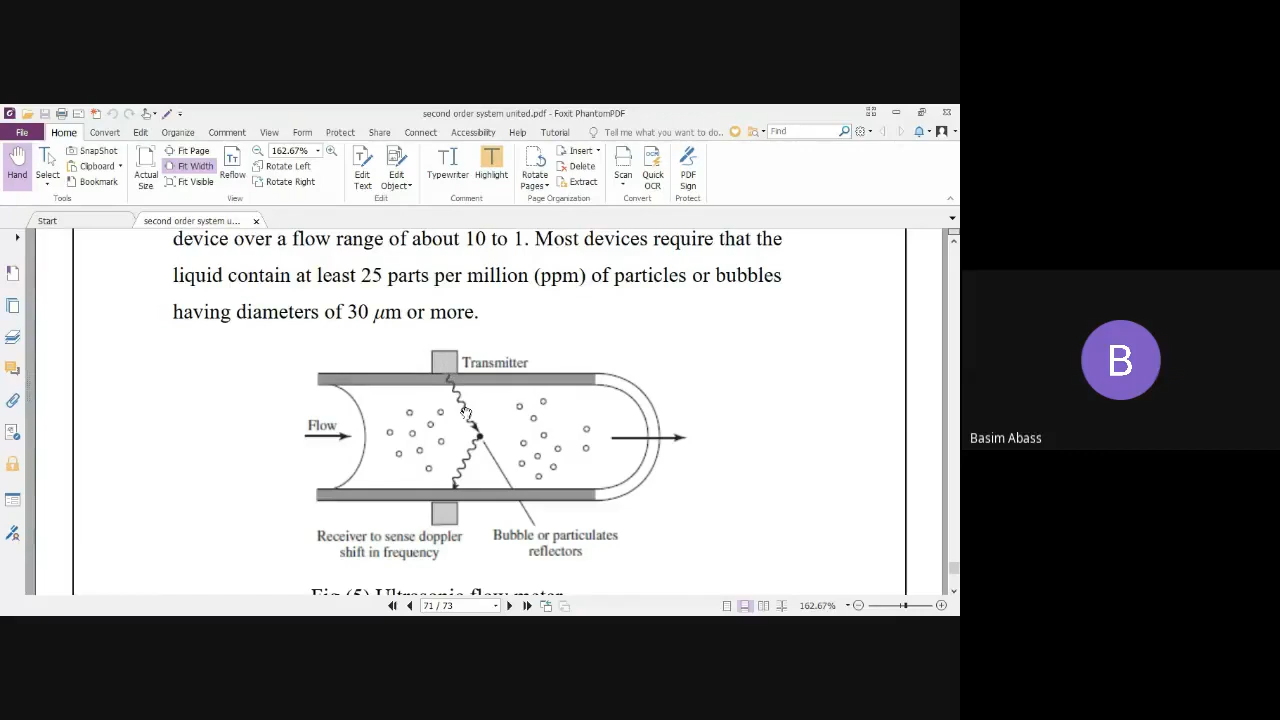 second order system united.pdf - Foxit PhantomPDF
File Home Convert Edit Organize Comment View Form Protect Share Connect Accessibility Help Tutorial Tell me what you want to do.. Find
Hand
Select
SnapShot
Clipboard
Bookmark
Tools
Actual Size
Fit Page
Fit Width
Fit Visible
Reflow
162.67%
Rotate Left
Rotate Right
View
Edit Text
Edit Object
Edit
Typewriter
Highlight
Comment
Rotate Pages
Insert
Delete
Extract
Page Organization
Scan
Quick OCR
Convert
PDF Sign
Protect
Start
second order system u...
device over a flow range of about 10 to 1. Most devices require that the
liquid contain at least 25 parts per million (ppm) of particles or bubbles
having diameters of 30 μm or more.
Transmitter
Flow
Receiver to sense doppler
shift in frequency
Bubble or particulates
reflectors
Fig (5) Ultrasonic flow meter
71 / 73
162.67%
B
Basim Abass